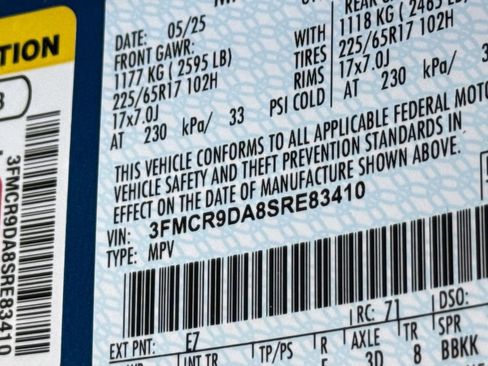 TION
3FMCR9DA8SRE83410
DATE: 05/25
FRONT GAWR:
1177 KG ( 2595 LB)
225/65R17 102H
17x7.0J
AT 230 kPa/ 33 PSI COLD
WITH
TIRES
RIMS
1118 KG ( 2465 LB)
225/65R17 102H
17x7.0J
AT 230 kPa/
THIS VEHICLE CONFORMS TO ALL APPLICABLE FEDERAL MOTO
VEHICLE SAFETY AND THEFT PREVENTION STANDARDS IN
EFFECT ON THE DATE OF MANUFACTURE SHOWN ABOVE.
VIN: 3FMCR9DA8SRE83410
TYPE: MPV
EXT PNT: E7 RC: 71 DSO:
INT TR TP/PS R AXLE TR SPR
3D 8 BBKK